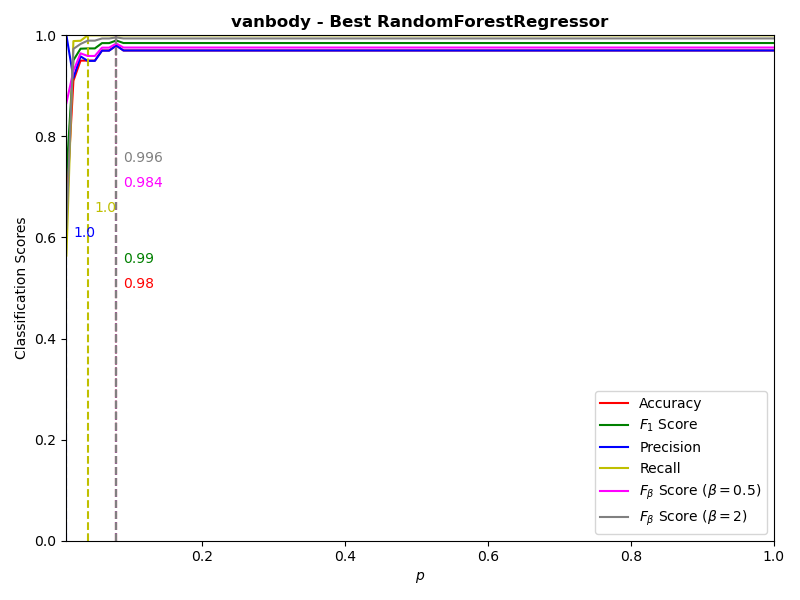 vanbody - Best RandomForestRegressor
1.0
0.8
0.6
0.4
0.2
0.0
Classification Scores
0.996
0.984
1.0
1.0
0.99
0.98
Accuracy
F₁ Score
Precision
Recall
Fᵦ Score (β = 0.5)
Fᵦ Score (β = 2)
0.2 0.4 0.6 0.8 1.0
p